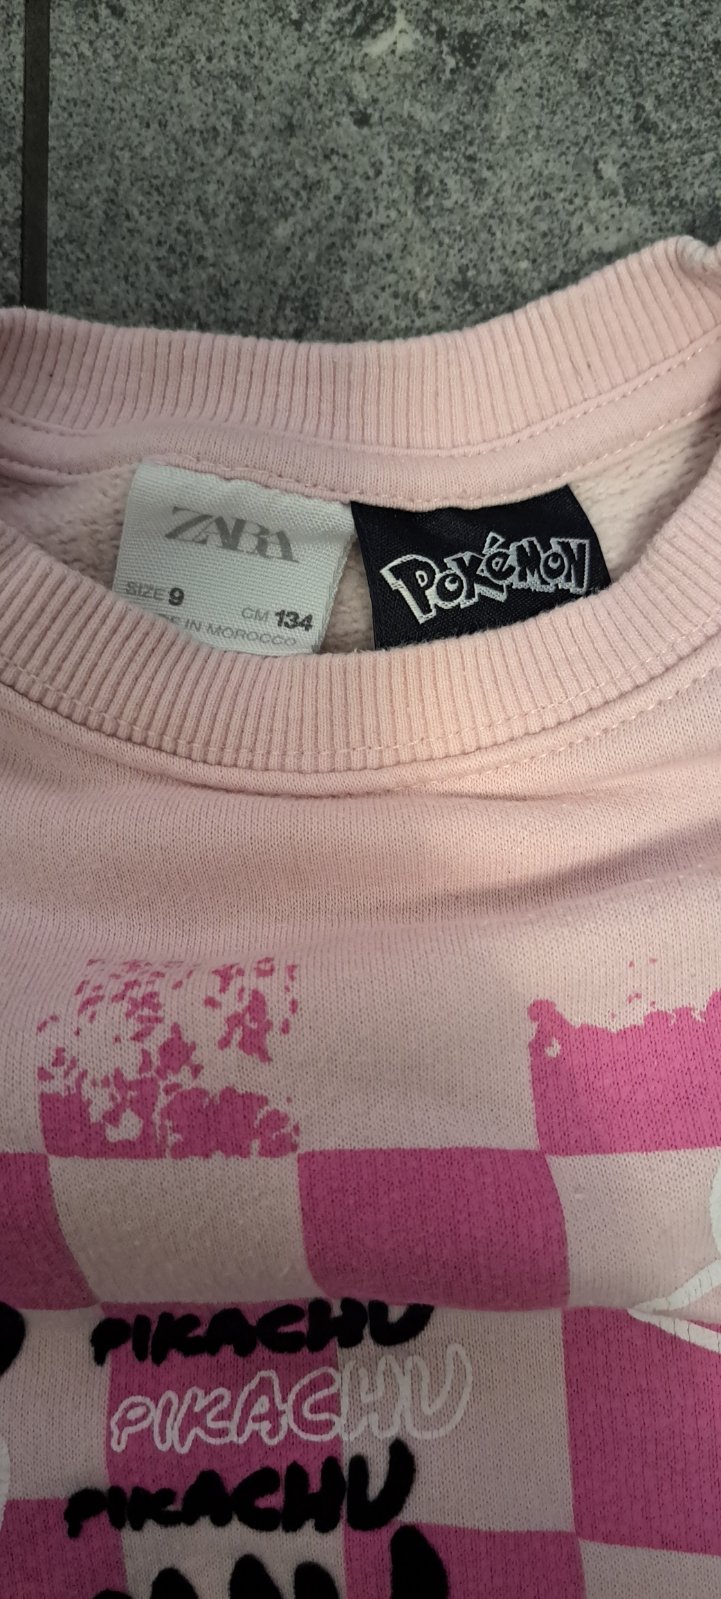 ZARA
SIZE 9
CM 134
IN MOROCCO
POKéMON
PIKACHU
PIKACHU
PIKACHU